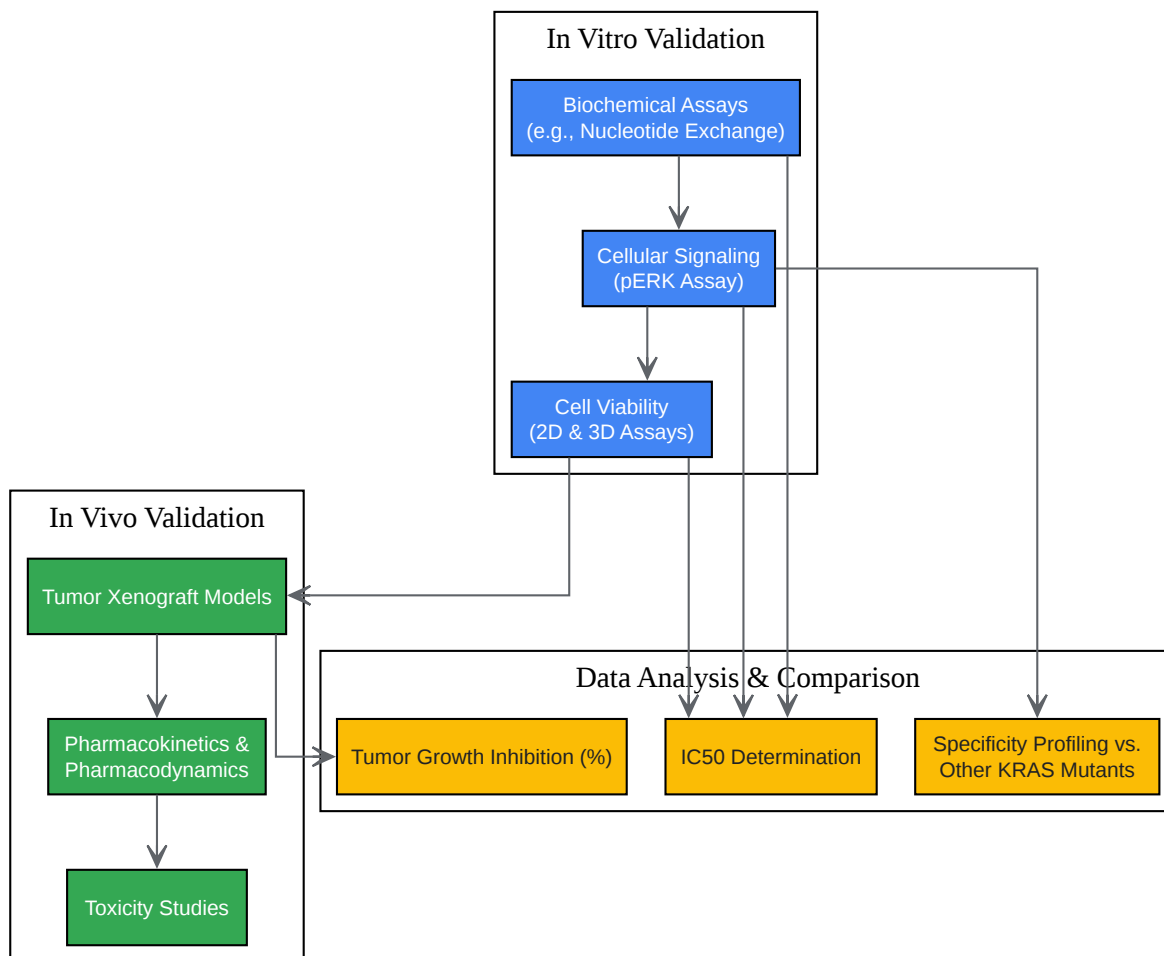 In Vitro Validation
Biochemical Assays
(e.g., Nucleotide Exchange)
Cellular Signaling
(pERK Assay)
Cell Viability
(2D & 3D Assays)
In Vivo Validation
Tumor Xenograft Models
Pharmacokinetics &
Pharmacodynamics
Toxicity Studies
Data Analysis & Comparison
Tumor Growth Inhibition (%)
IC50 Determination
Specificity Profiling vs.
Other KRAS Mutants